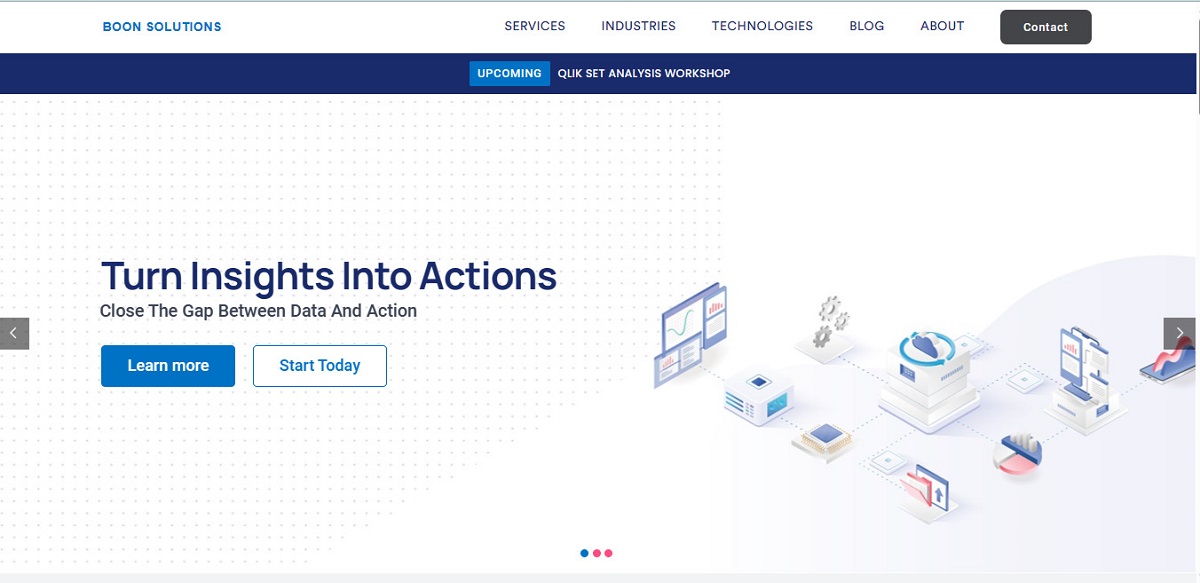 BOON SOLUTIONS
SERVICES INDUSTRIES TECHNOLOGIES BLOG ABOUT Contact
UPCOMING QLIK SET ANALYSIS WORKSHOP
Turn Insights Into Actions
Close The Gap Between Data And Action
Learn more Start Today